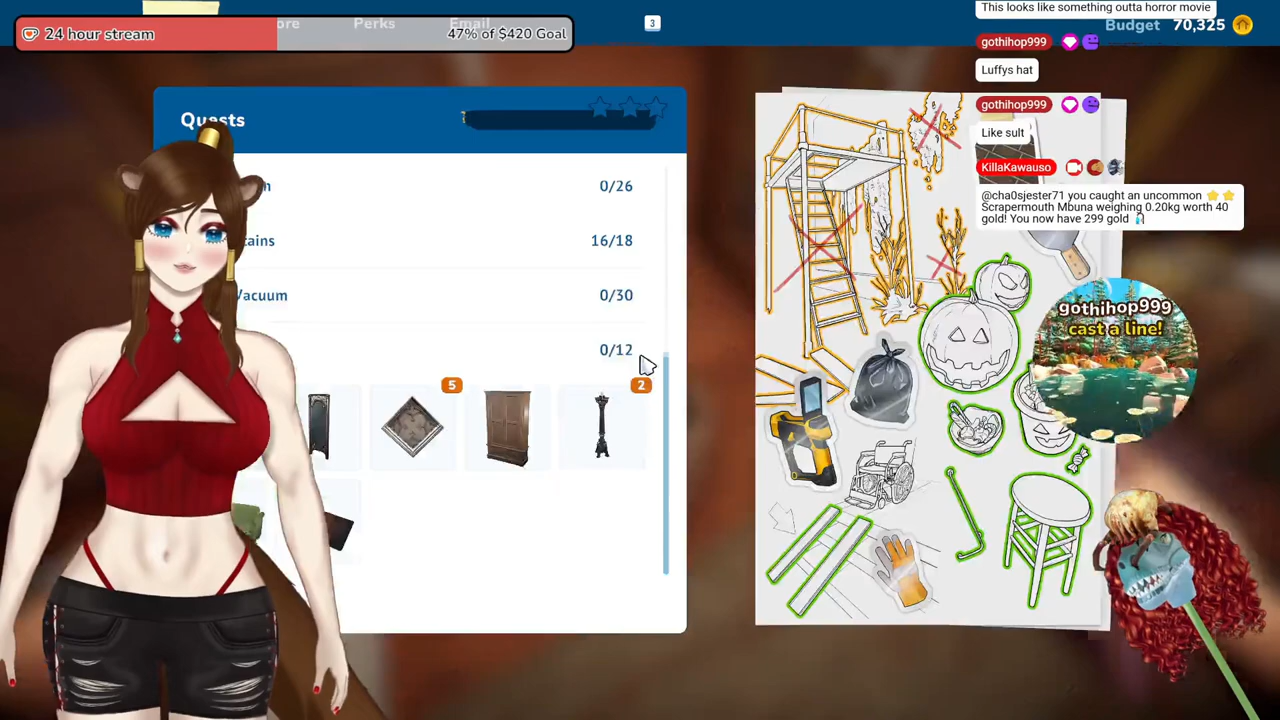 This looks like something outta horror movie
24 hour stream
47% of $420 Goal
Perks
Email
3
Budget 70,325
gothihop999
Luffys hat
gothihop999
Like sult
KillaKawauso
@cha0sjester71 you caught an uncommon
Scrapermouth Mbuna weighing 0.20kg worth 40
gold! You now have 299 gold
Quests
0/26
16/18
Vacuum
0/30
0/12
5
2
gothihop999
cast a line!